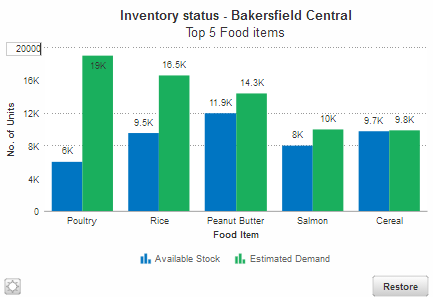 Inventory status - Bakersfield Central
Top 5 Food items
No. of Units
20000
16K
12K
8K
4K
0
6K
19K
9.5K
16.5K
11.9K
14.3K
8K
10K
9.7K
9.8K
Poultry
Rice
Peanut Butter
Salmon
Cereal
Food Item
Available Stock
Estimated Demand
Restore